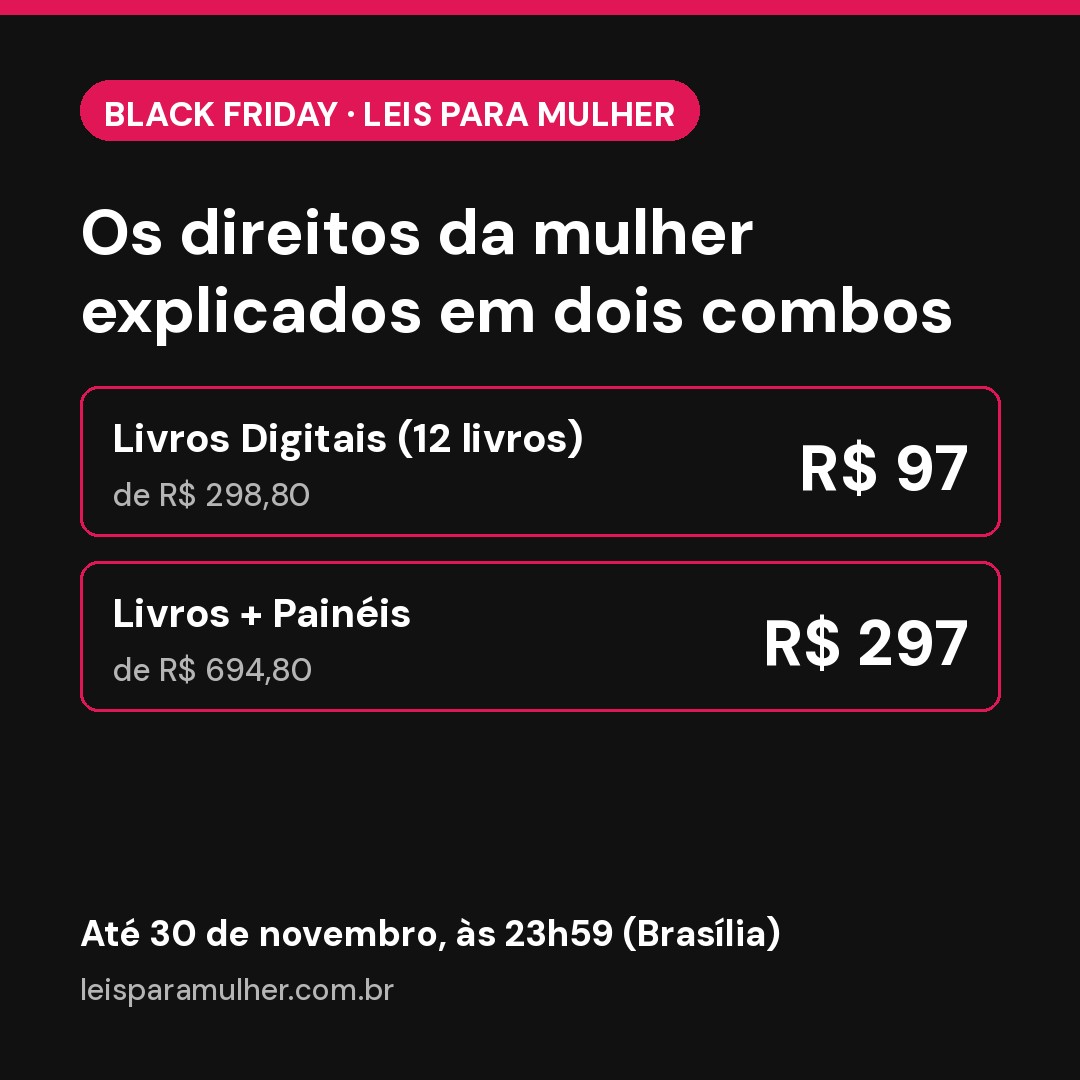 BLACK FRIDAY · LEIS PARA MULHER
Os direitos da mulher
explicados em dois combos
Livros Digitais (12 livros)
de R$ 298,80
R$ 97
Livros + Painéis
de R$ 694,80
R$ 297
Até 30 de novembro, às 23h59 (Brasília)
leisparamulher.com.br